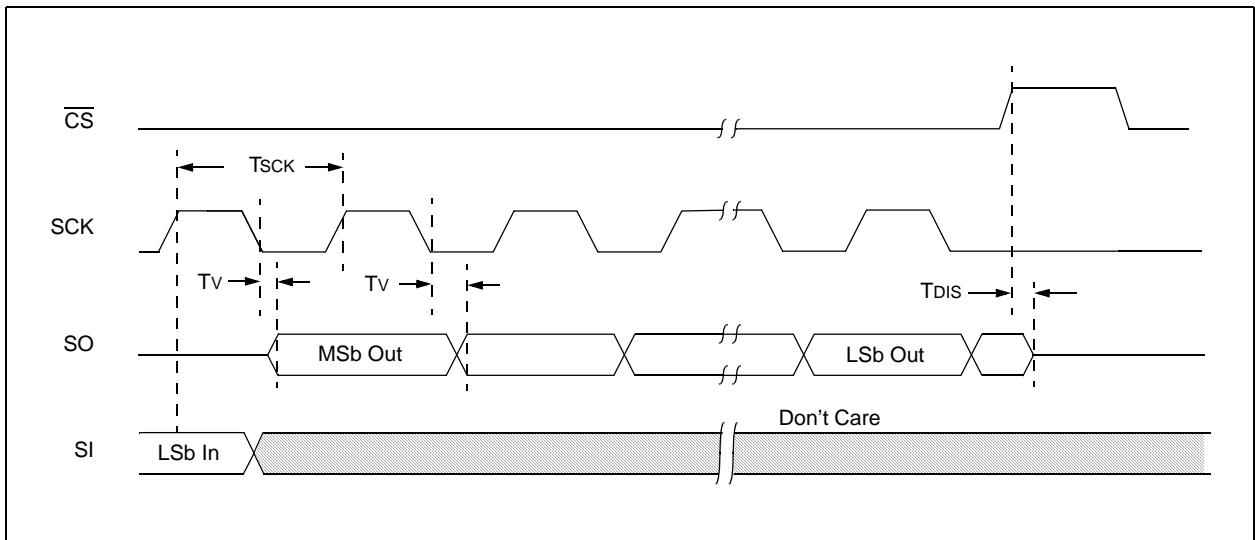 CS
TSCK
SCK
TV
TV
TDIS
SO
MSb Out
LSb Out
Don't Care
SI
LSb In